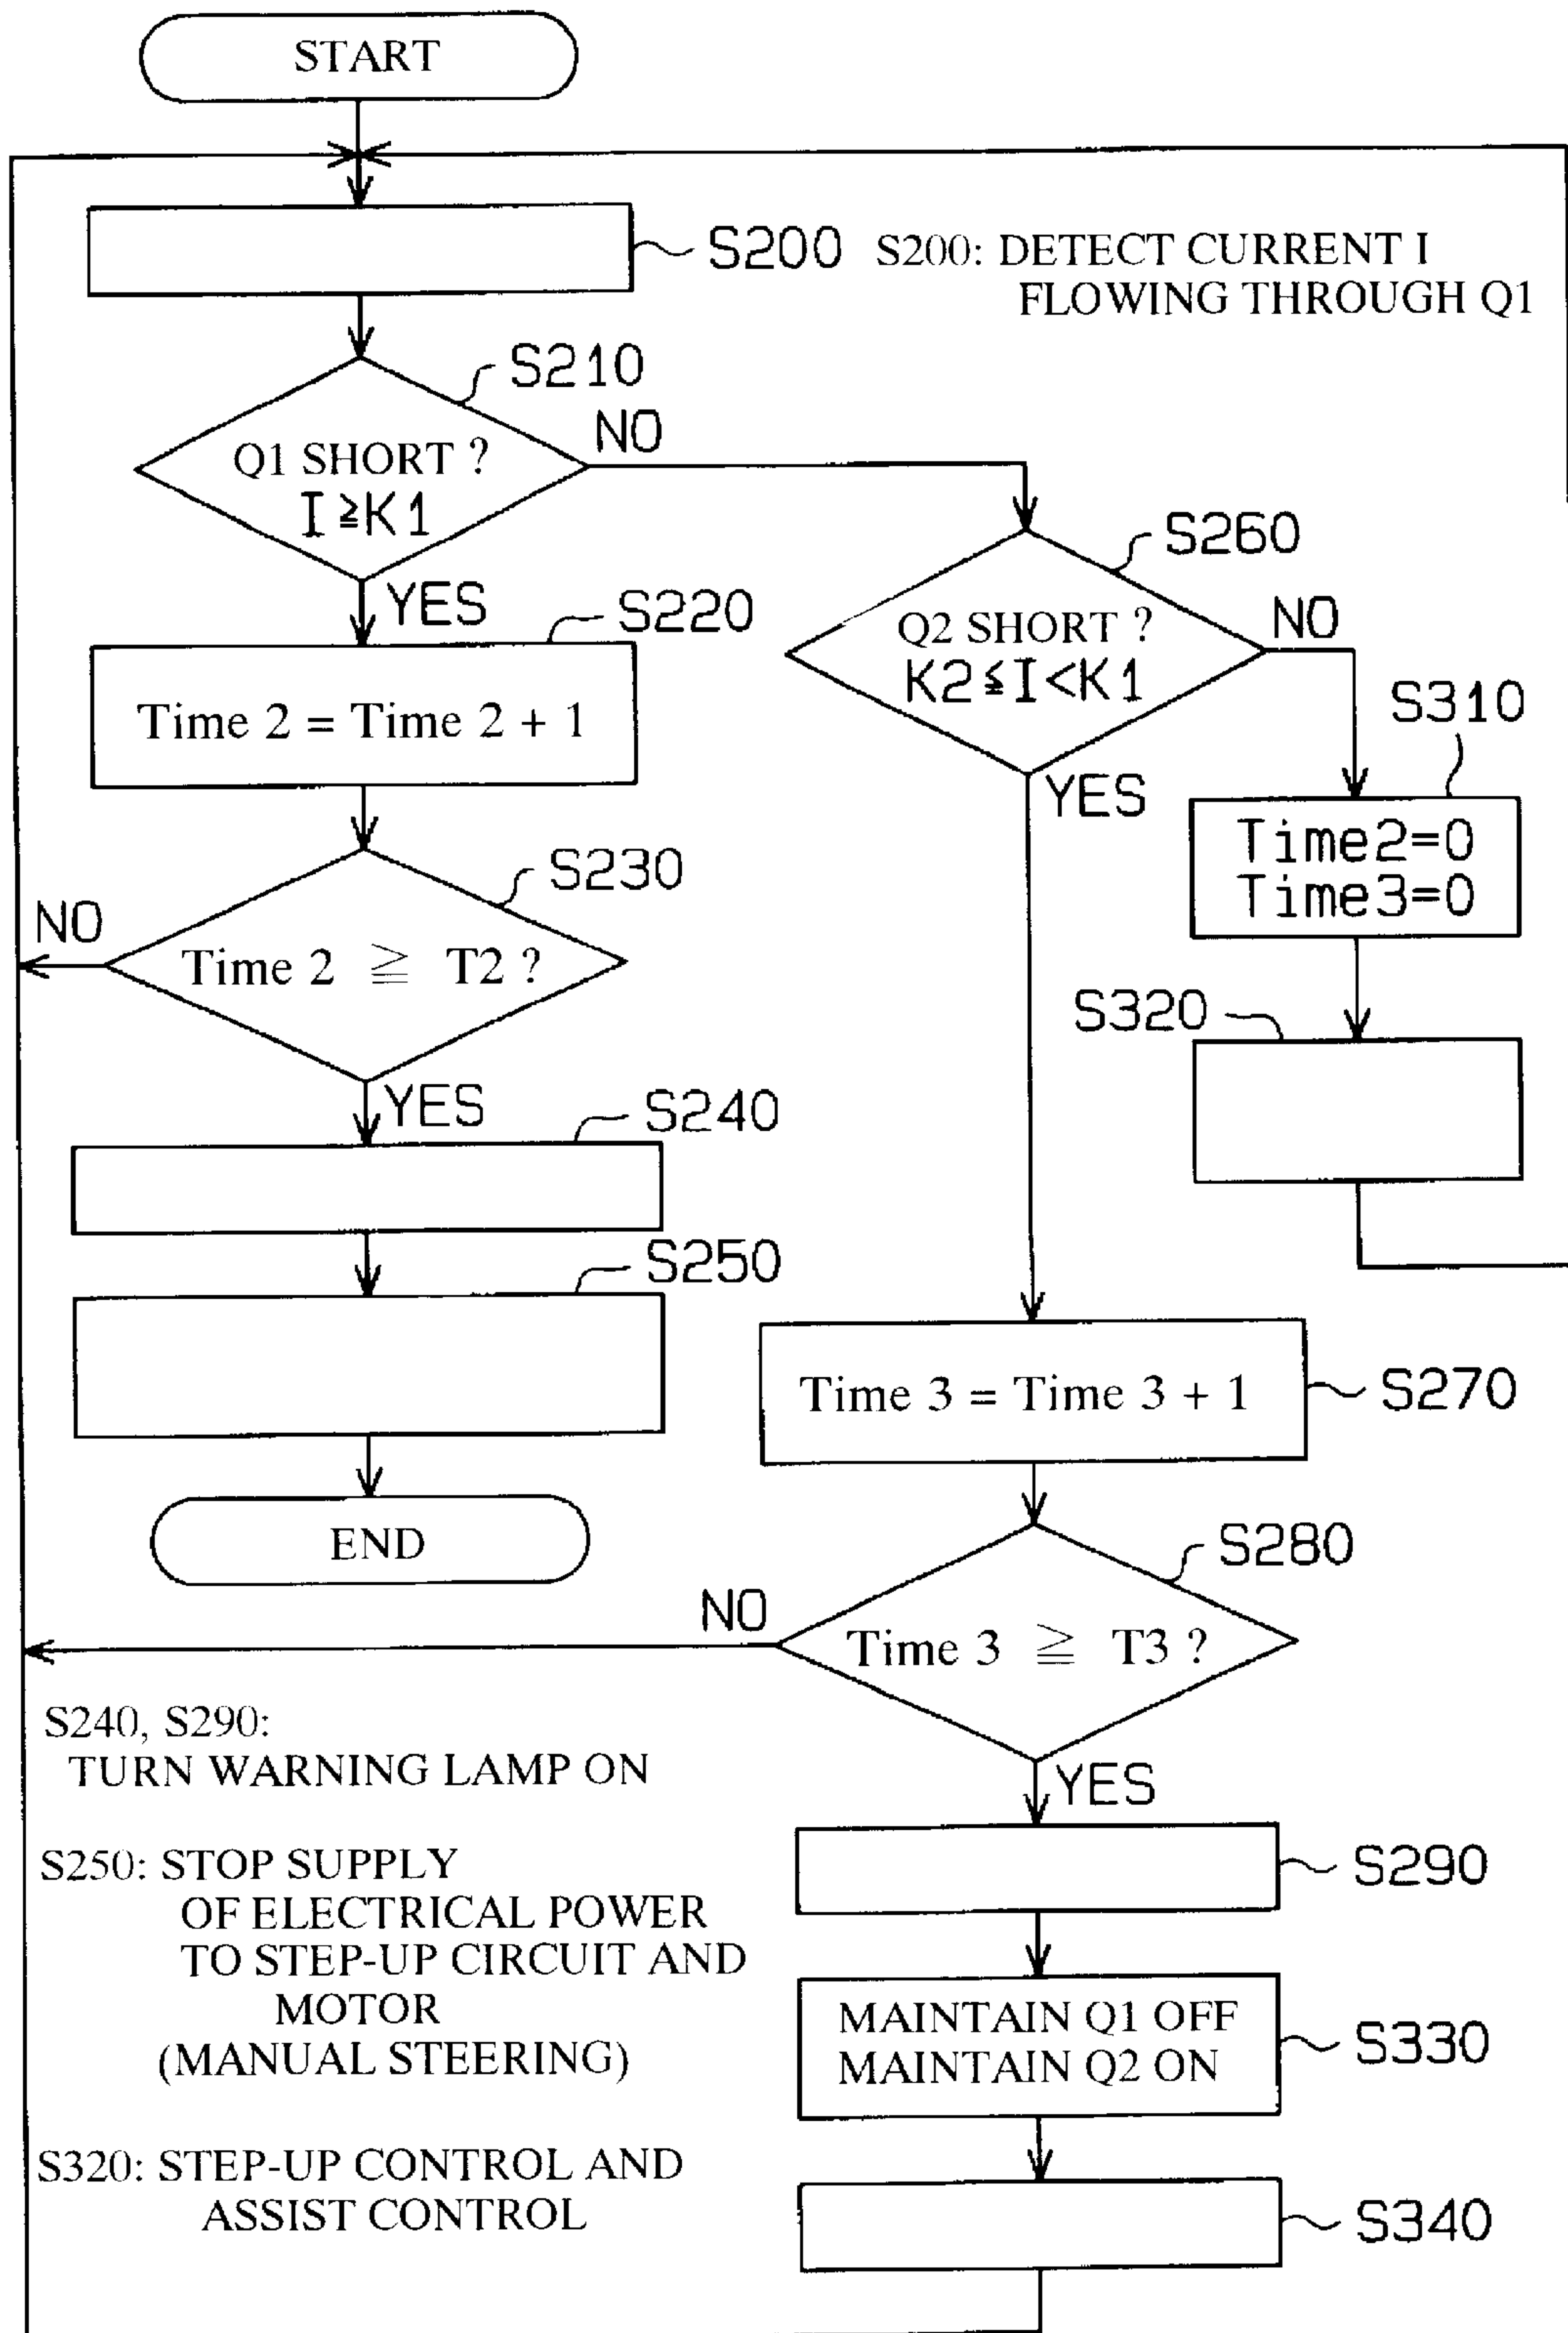 START
S200
S200: DETECT CURRENT I
FLOWING THROUGH Q1
S210
Q1 SHORT ?
I≧K1
NO
YES
S220
Time 2 = Time 2 + 1
S260
Q2 SHORT ?
K2≦I<K1
NO
YES
S310
Time2=0
Time3=0
S230
Time 2 ≧ T2 ?
NO
YES
S320
S240
S250
END
Time 3 = Time 3 + 1
S270
S280
Time 3 ≧ T3 ?
NO
YES
S240, S290:
TURN WARNING LAMP ON
S290
S250: STOP SUPPLY
OF ELECTRICAL POWER
TO STEP-UP CIRCUIT AND
MOTOR
(MANUAL STEERING)
MAINTAIN Q1 OFF
MAINTAIN Q2 ON
S330
S320: STEP-UP CONTROL AND
ASSIST CONTROL
S340